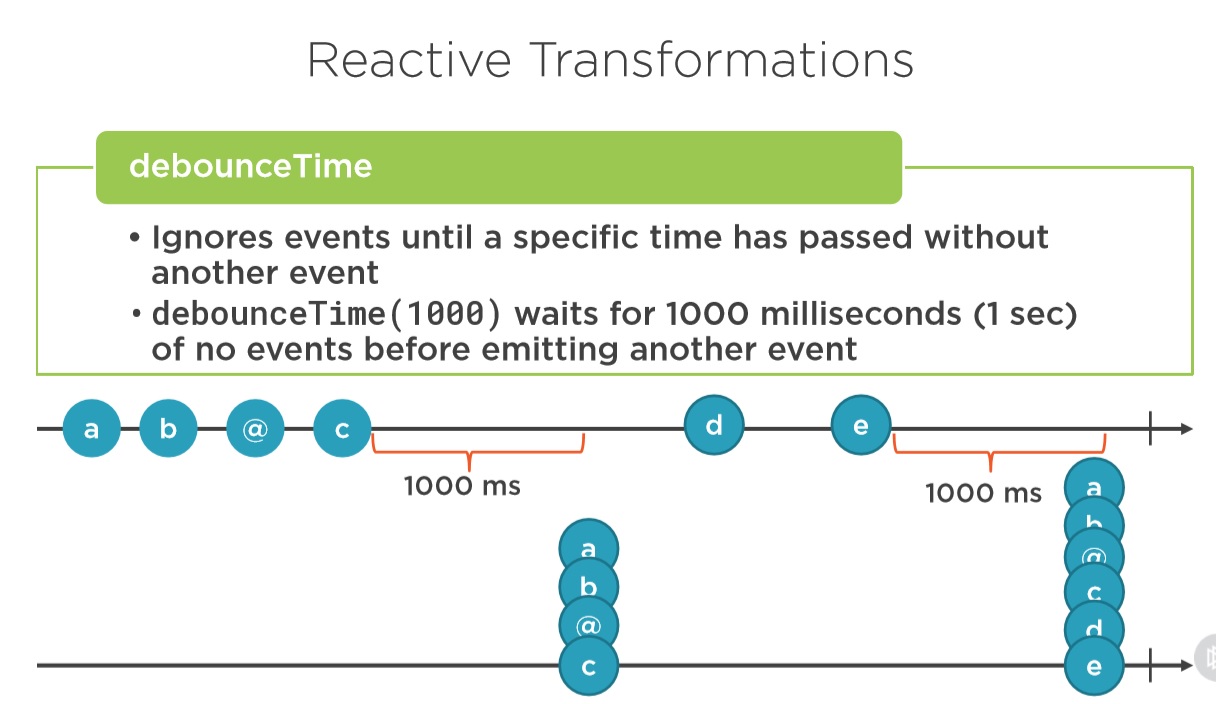 Reactive Transformations
debounceTime
• Ignores events until a specific time has passed without
another event
• debounceTime(1000) waits for 1000 milliseconds (1 sec)
of no events before emitting another event
a b @ c d e
1000 ms 1000 ms
a
b
@
c
a
b
@
c
d
e